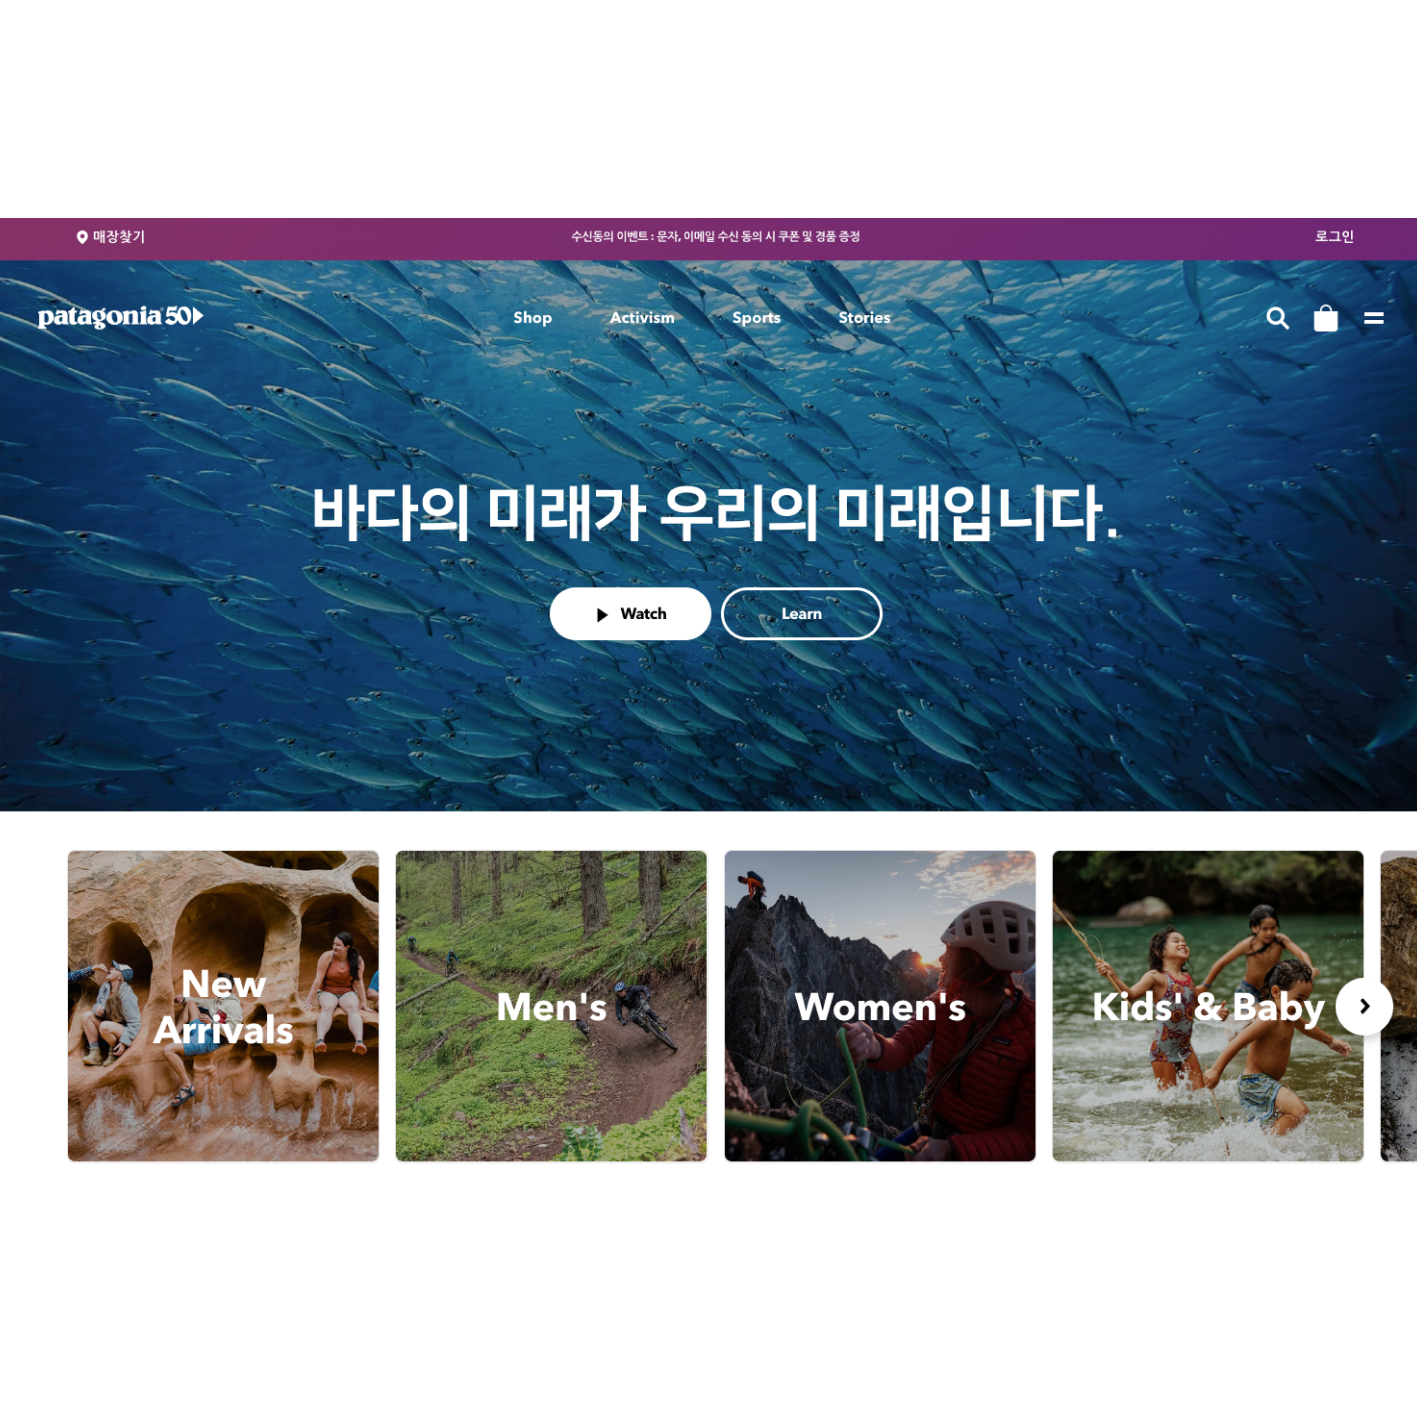 매장찾기
수신동의 이벤트 : 문자, 이메일 수신 동의 시 쿠폰 및 경품 증정
로그인
patagonia 50
Shop
Activism
Sports
Stories
바다의 미래가 우리의 미래입니다.
Watch
Learn
New
Arrivals
Men's
Women's
Kids' & Baby